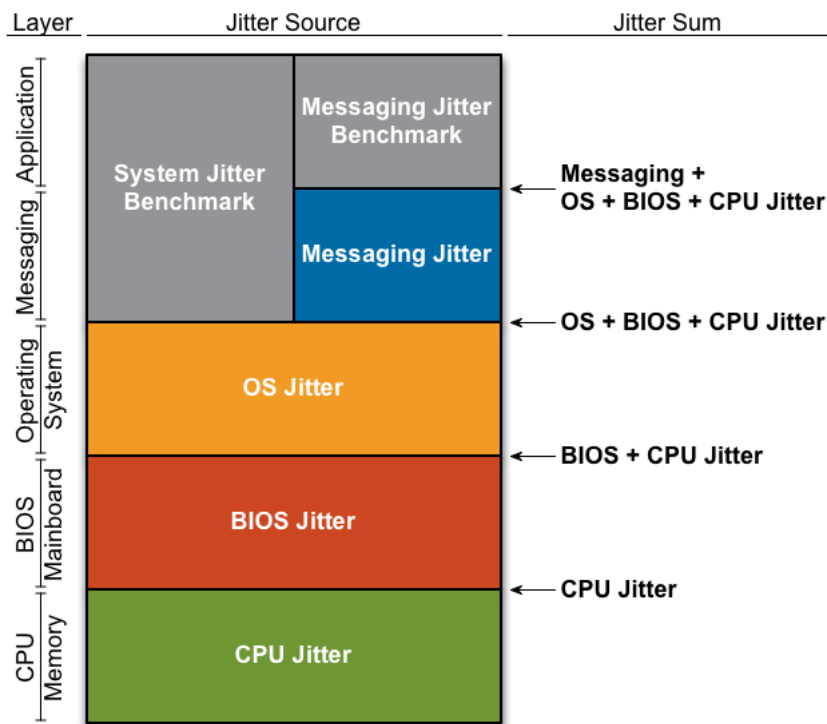 Layer
Jitter Source
Jitter Sum
Application
Messaging
Operating
System
BIOS
Mainboard
CPU
Memory
System Jitter
Benchmark
Messaging Jitter
Benchmark
Messaging Jitter
OS Jitter
BIOS Jitter
CPU Jitter
Messaging +
OS + BIOS + CPU Jitter
OS + BIOS + CPU Jitter
BIOS + CPU Jitter
CPU Jitter